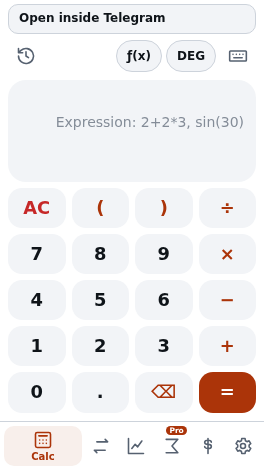 Open inside Telegram
ƒ(x) DEG
Expression: 2+2*3, sin(30)
AC ( ) ÷
7 8 9 ×
4 5 6 −
1 2 3 +
0 . ⌫ =
Pro
Calc $